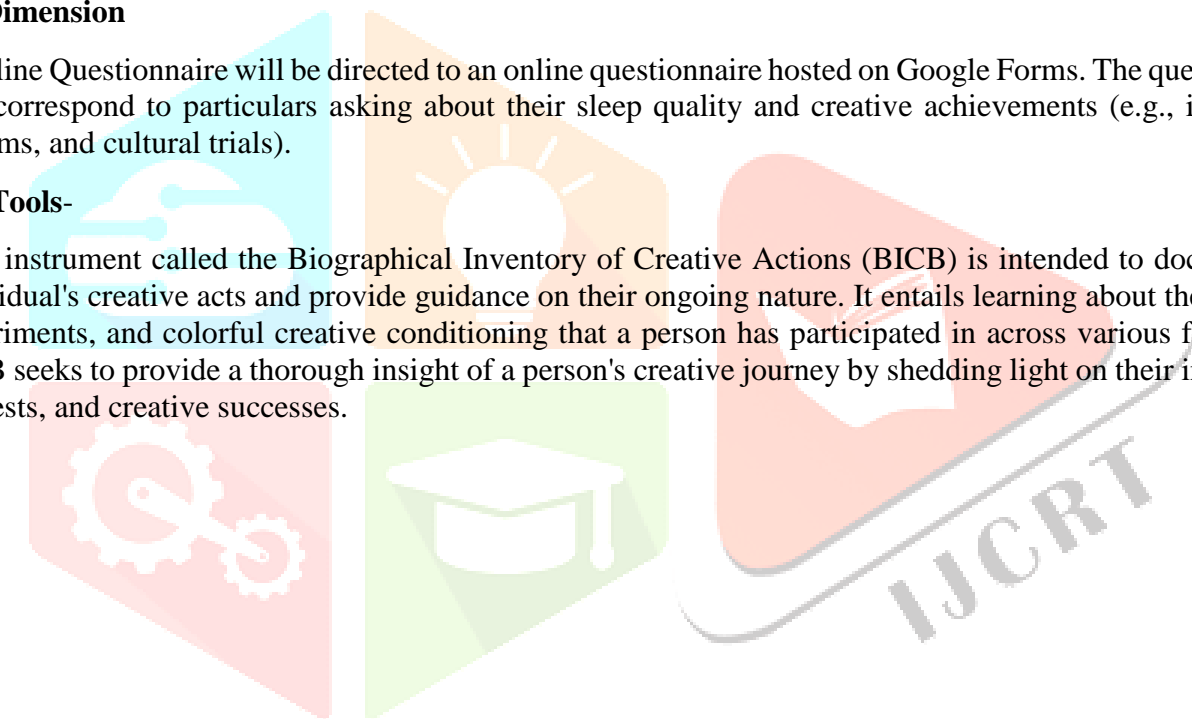 Dimension
line Questionnaire will be directed to an online questionnaire hosted on Google Forms. The que
correspond to particulars asking about their sleep quality and creative achievements (e.g., i
ms, and cultural trials).
Tools-
instrument called the Biographical Inventory of Creative Actions (BICB) is intended to doc
vidual's creative acts and provide guidance on their ongoing nature. It entails learning about the
riments, and colorful creative conditioning that a person has participated in across various f
B seeks to provide a thorough insight of a person's creative journey by shedding light on their i
ests, and creative successes.
IJCRT